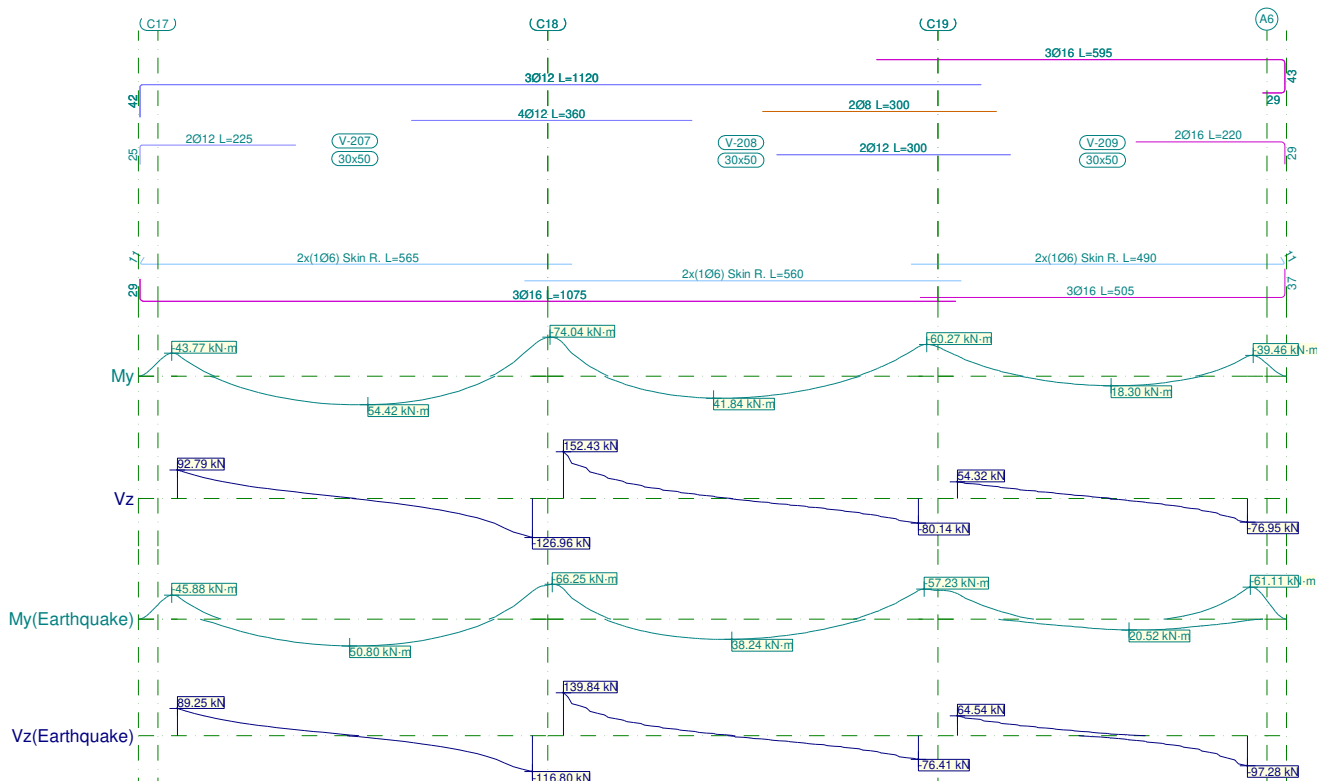 C17
C18
C19
A6
3Ø16 L=595
43
29
3Ø12 L=1120
42
2Ø8 L=300
4Ø12 L=360
2Ø12 L=225
25
V-207
30x50
V-208
30x50
2Ø12 L=300
V-209
30x50
2Ø16 L=220
29
11
2x(1Ø6) Skin R. L=565
2x(1Ø6) Skin R. L=490
11
2x(1Ø6) Skin R. L=560
29
3Ø16 L=1075
3Ø16 L=505
37
My
-43.77 kN·m
-74.04 kN·m
-60.27 kN·m
-39.46 kN·m
54.42 kN·m
41.84 kN·m
18.30 kN·m
Vz
92.79 kN
152.43 kN
54.32 kN
-126.96 kN
-80.14 kN
-76.95 kN
My(Earthquake)
-45.88 kN·m
-66.25 kN·m
-57.23 kN·m
-61.11 kN·m
50.80 kN·m
38.24 kN·m
20.52 kN·m
Vz(Earthquake)
89.25 kN
139.84 kN
64.54 kN
-116.80 kN
-76.41 kN
-97.28 kN